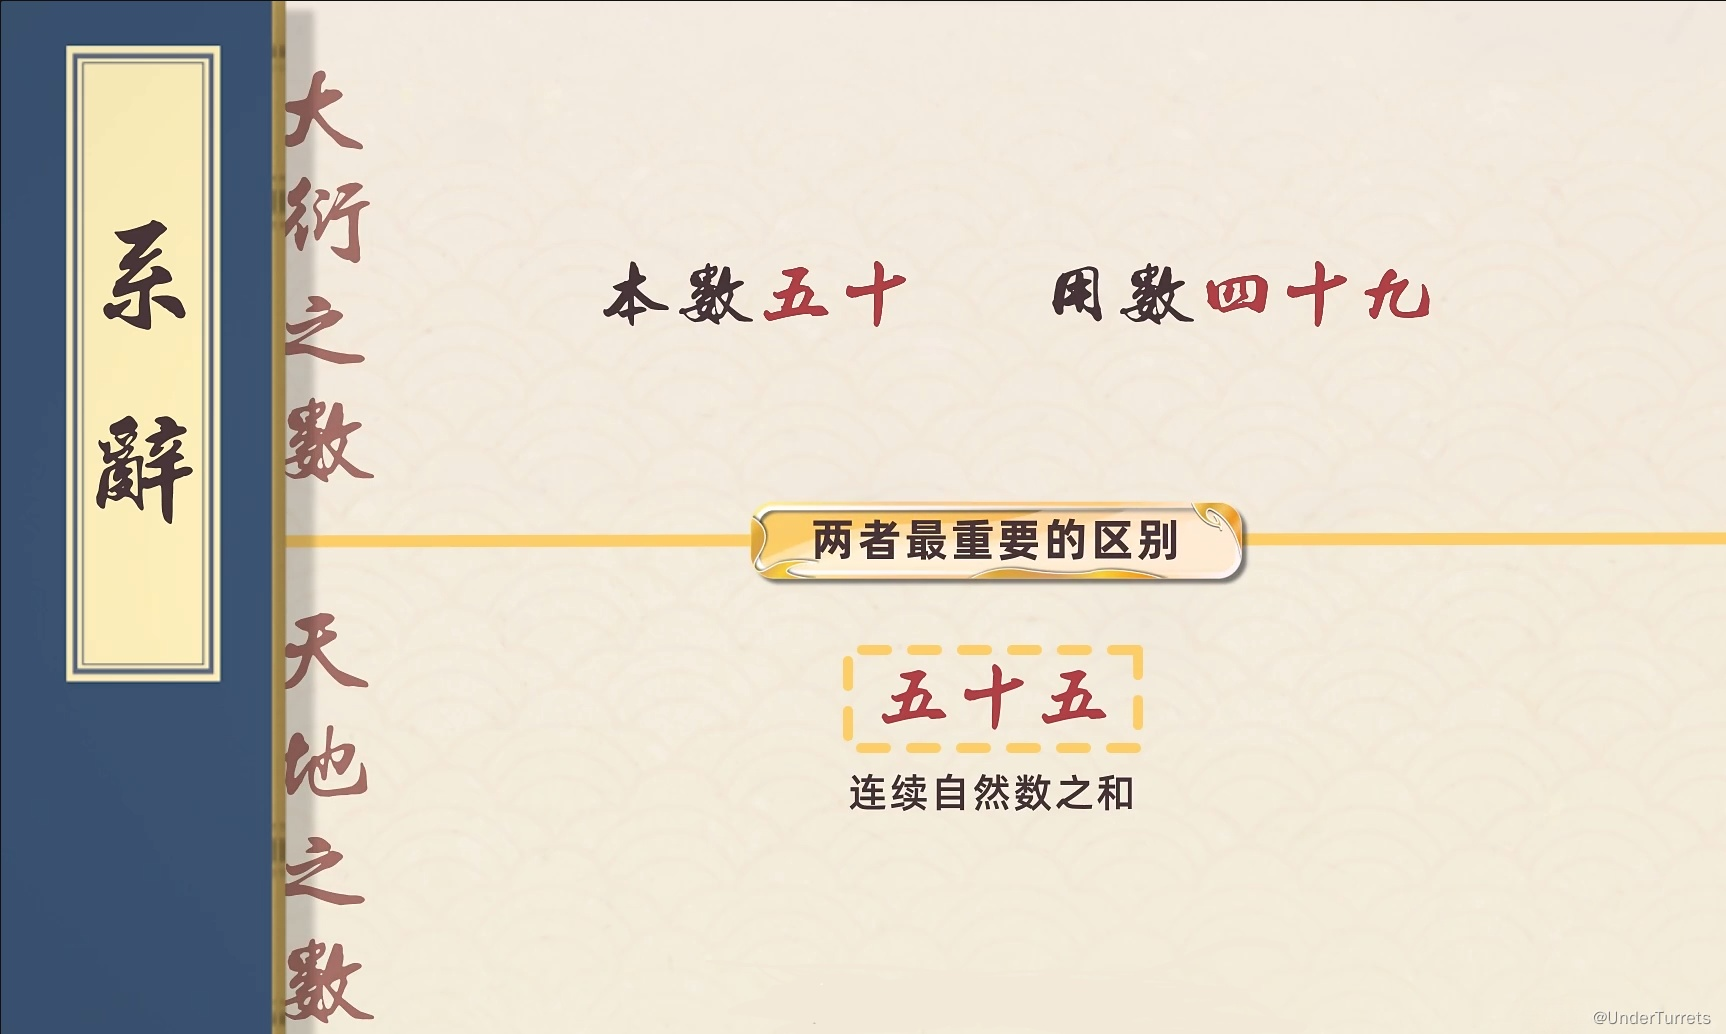 系辭
大衍之数
本数五十 用数四十九
两者最重要的区别
天地之数
五十五
连续自然数之和
@UnderTurrets